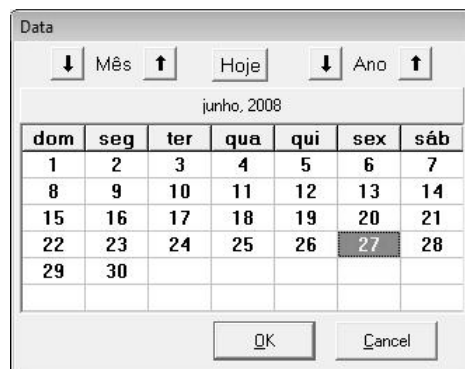 Data
Mês Hoje Ano
junho, 2008
dom seg ter qua qui sex sáb
1 2 3 4 5 6 7
8 9 10 11 12 13 14
15 16 17 18 19 20 21
22 23 24 25 26 27 28
29 30
OK Cancel